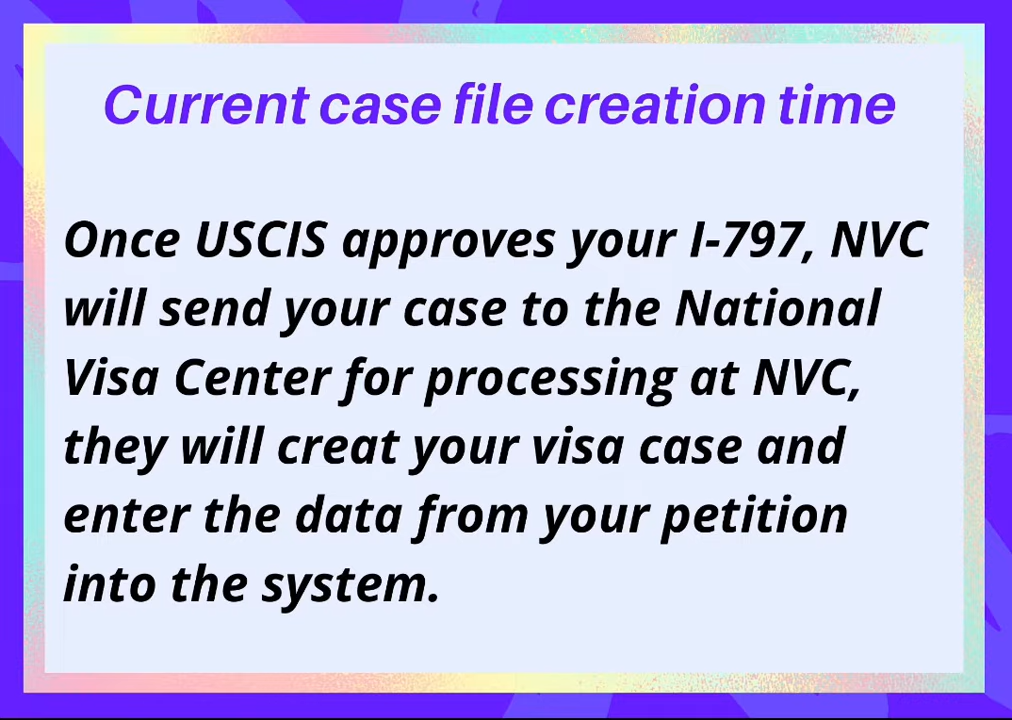 Current case file creation time
Once USCIS approves your I-797, NVC
will send your case to the National
Visa Center for processing at NVC,
they will creat your visa case and
enter the data from your petition
into the system.